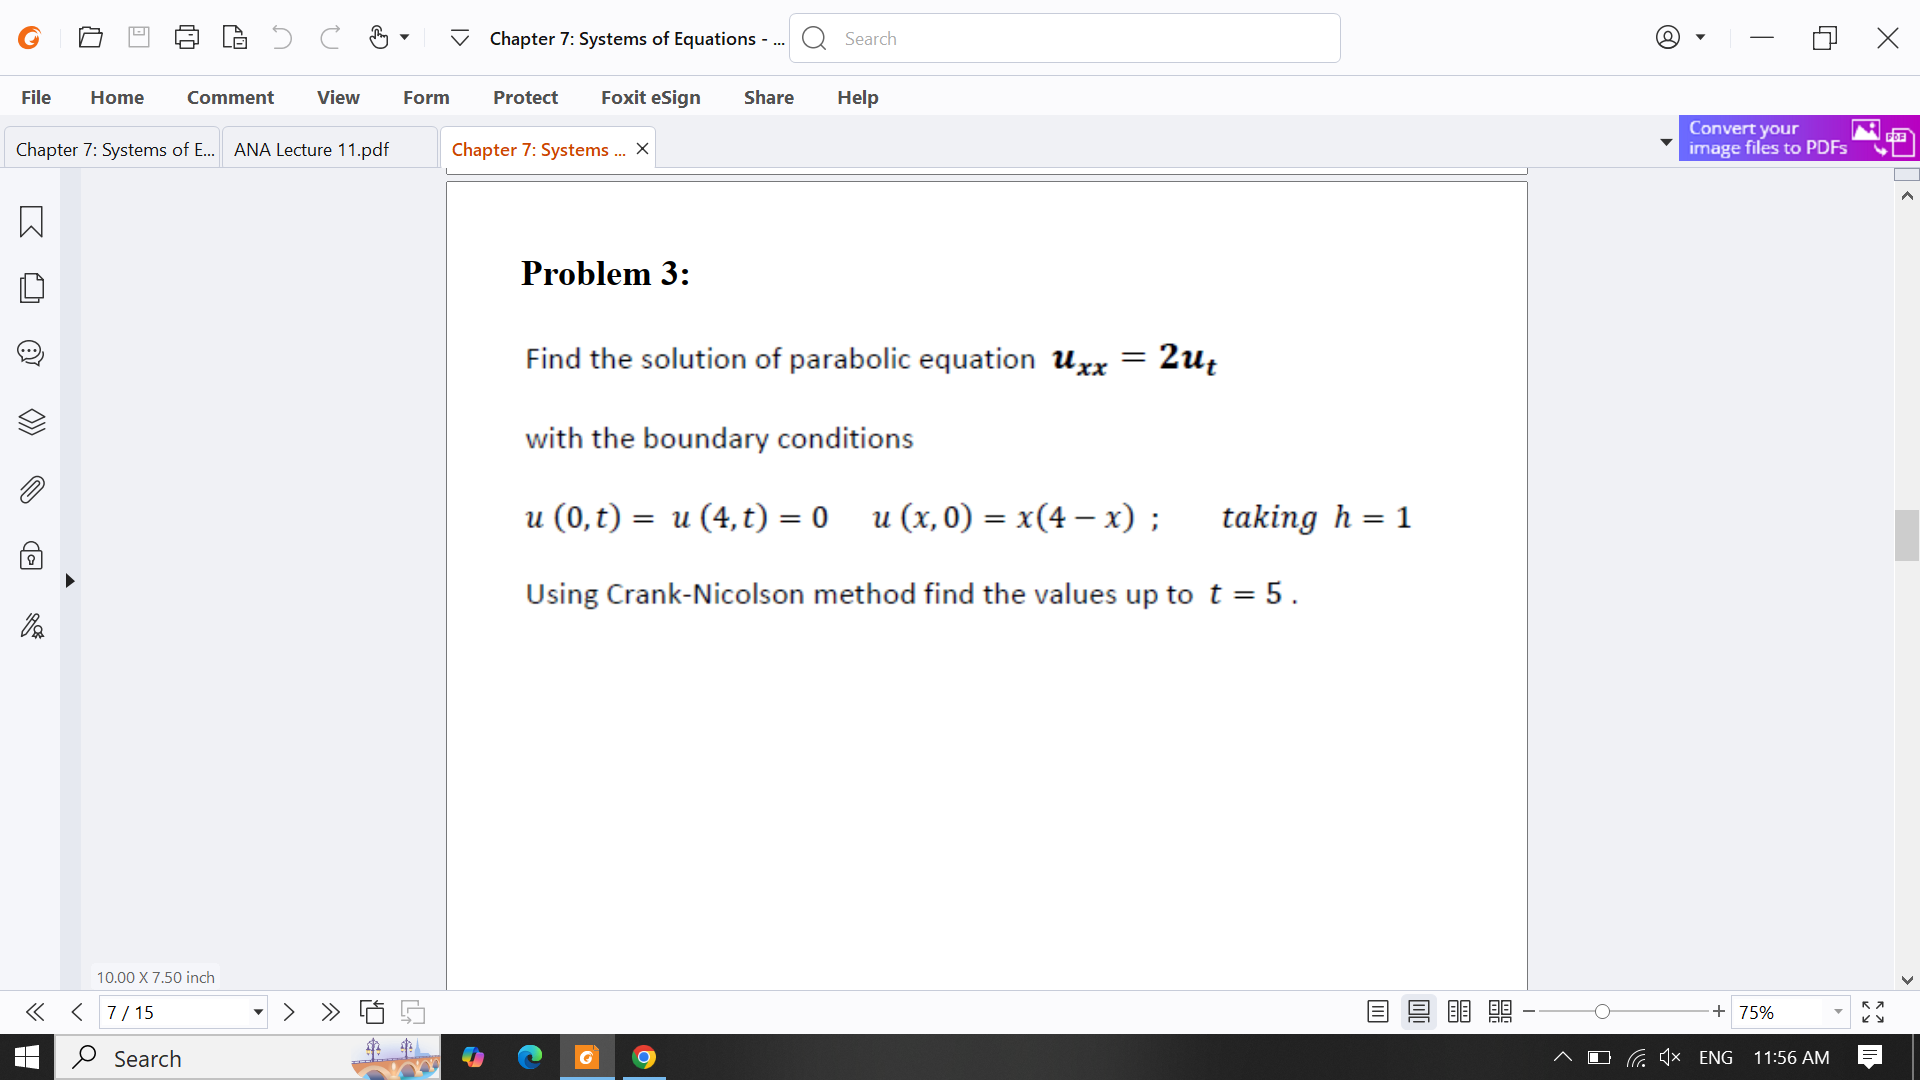 Chapter 7: Systems of Equations - ...
Search
File Home Comment View Form Protect Foxit eSign Share Help
Chapter 7: Systems of E... ANA Lecture 11.pdf Chapter 7: Systems ...
Convert your
image files to PDFs
PDF
Problem 3:
Find the solution of parabolic equation u_xx = 2u_t
with the boundary conditions
u (0, t) = u (4, t) = 0 u (x, 0) = x(4 − x) ; taking h = 1
Using Crank-Nicolson method find the values up to t = 5 .
10.00 X 7.50 inch
7 / 15
75%
Search
ENG 11:56 AM